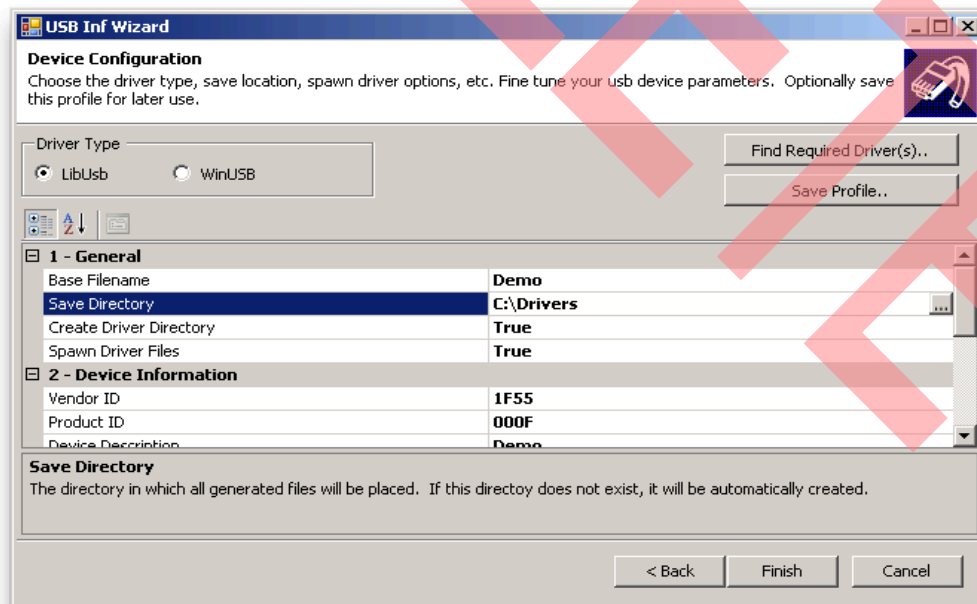 USB Inf Wizard
Device Configuration
Choose the driver type, save location, spawn driver options, etc. Fine tune your usb device parameters.  Optionally save
this profile for later use.
Driver Type
LibUsb WinUSB
Find Required Driver(s)..
Save Profile..
1 - General
Base Filename Demo
Save Directory C:\Drivers ...
Create Driver Directory True
Spawn Driver Files True
2 - Device Information
Vendor ID 1F55
Product ID 000F
Device Description Demo
Save Directory
The directory in which all generated files will be placed.  If this directoy does not exist, it will be automatically created.
< Back Finish Cancel